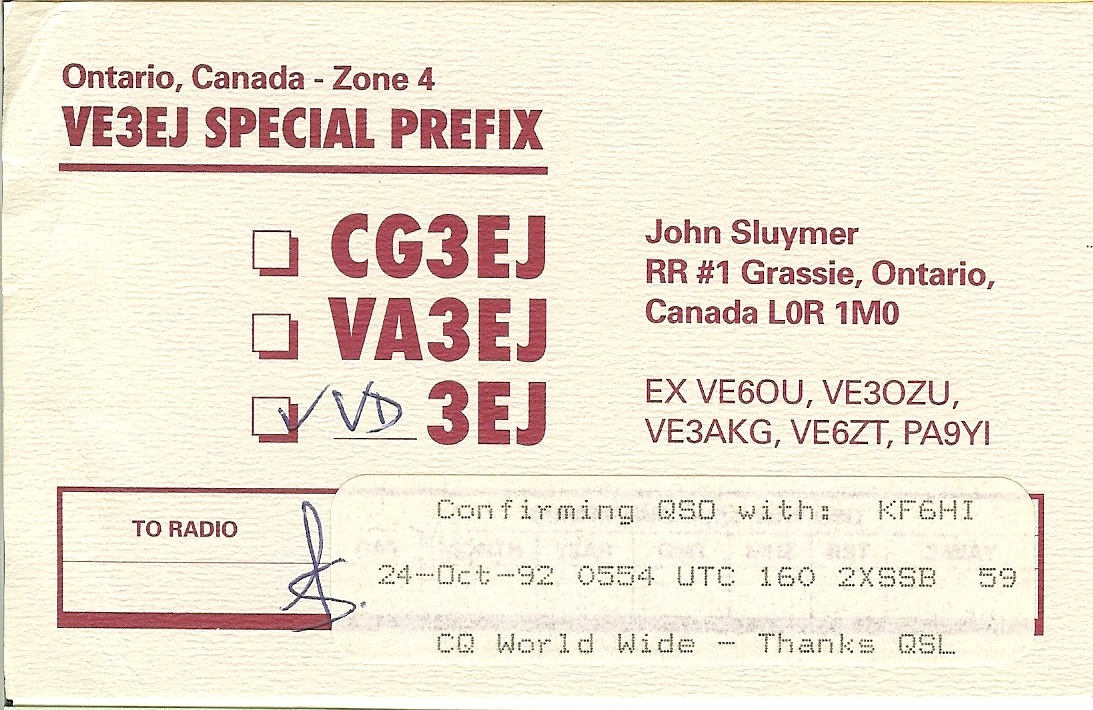 Ontario, Canada - Zone 4
VE3EJ SPECIAL PREFIX
CG3EJ
VA3EJ
VD 3EJ
John Sluymer
RR #1 Grassie, Ontario,
Canada L0R 1M0
EX VE6OU, VE3OZU,
VE3AKG, VE6ZT, PA9YI
TO RADIO
Confirming QSO with: KF6HI
24-Oct-92 0554 UTC 160 2XSSB 59
CQ World Wide - Thanks QSL